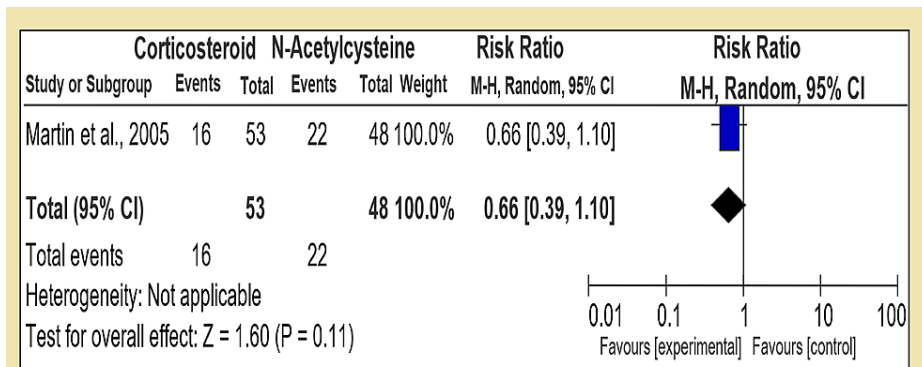 Corticosteroid N-Acetylcysteine Risk Ratio Risk Ratio
Study or Subgroup Events Total Events Total Weight M-H, Random, 95% CI M-H, Random, 95% CI
Martin et al., 2005 16 53 22 48 100.0% 0.66 [0.39, 1.10]
Total (95% CI) 53 48 100.0% 0.66 [0.39, 1.10]
Total events 16 22
Heterogeneity: Not applicable
Test for overall effect: Z = 1.60 (P = 0.11)
0.01 0.1 1 10 100
Favours [experimental] Favours [control]